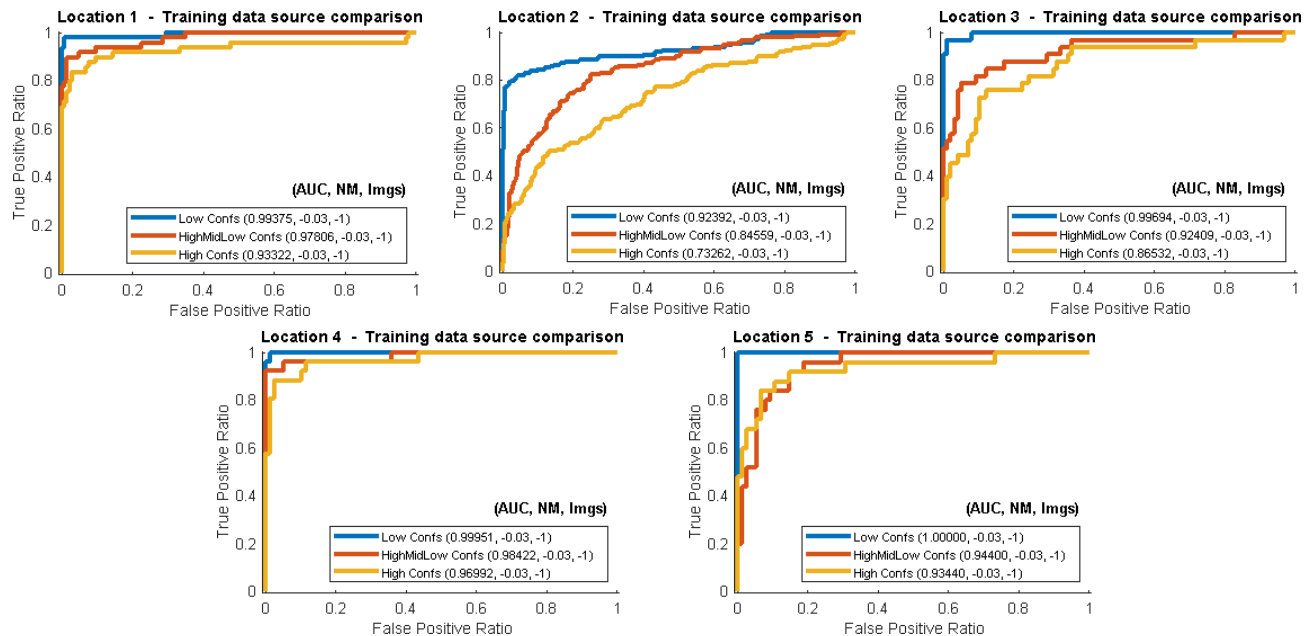 Location 1 - Training data source comparison
True Positive Ratio
1
0.8
0.6
0.4
0.2
0
(AUC, NM, Imgs)
Low Confs (0.99375, -0.03, -1)
HighMidLow Confs (0.97806, -0.03, -1)
High Confs (0.93322, -0.03, -1)
0 0.2 0.4 0.6 0.8 1
False Positive Ratio
Location 2 - Training data source comparison
True Positive Ratio
1
0.8
0.6
0.4
0.2
0
(AUC, NM, Imgs)
Low Confs (0.92392, -0.03, -1)
HighMidLow Confs (0.84559, -0.03, -1)
High Confs (0.73262, -0.03, -1)
0 0.2 0.4 0.6 0.8 1
False Positive Ratio
Location 3 - Training data source comparison
True Positive Ratio
1
0.8
0.6
0.4
0.2
0
(AUC, NM, Imgs)
Low Confs (0.99694, -0.03, -1)
HighMidLow Confs (0.92409, -0.03, -1)
High Confs (0.86532, -0.03, -1)
0 0.2 0.4 0.6 0.8 1
False Positive Ratio
Location 4 - Training data source comparison
True Positive Ratio
1
0.8
0.6
0.4
0.2
0
(AUC, NM, Imgs)
Low Confs (0.99951, -0.03, -1)
HighMidLow Confs (0.98422, -0.03, -1)
High Confs (0.96992, -0.03, -1)
0 0.2 0.4 0.6 0.8 1
False Positive Ratio
Location 5 - Training data source comparison
True Positive Ratio
1
0.8
0.6
0.4
0.2
0
(AUC, NM, Imgs)
Low Confs (1.00000, -0.03, -1)
HighMidLow Confs (0.94400, -0.03, -1)
High Confs (0.93440, -0.03, -1)
0 0.2 0.4 0.6 0.8 1
False Positive Ratio